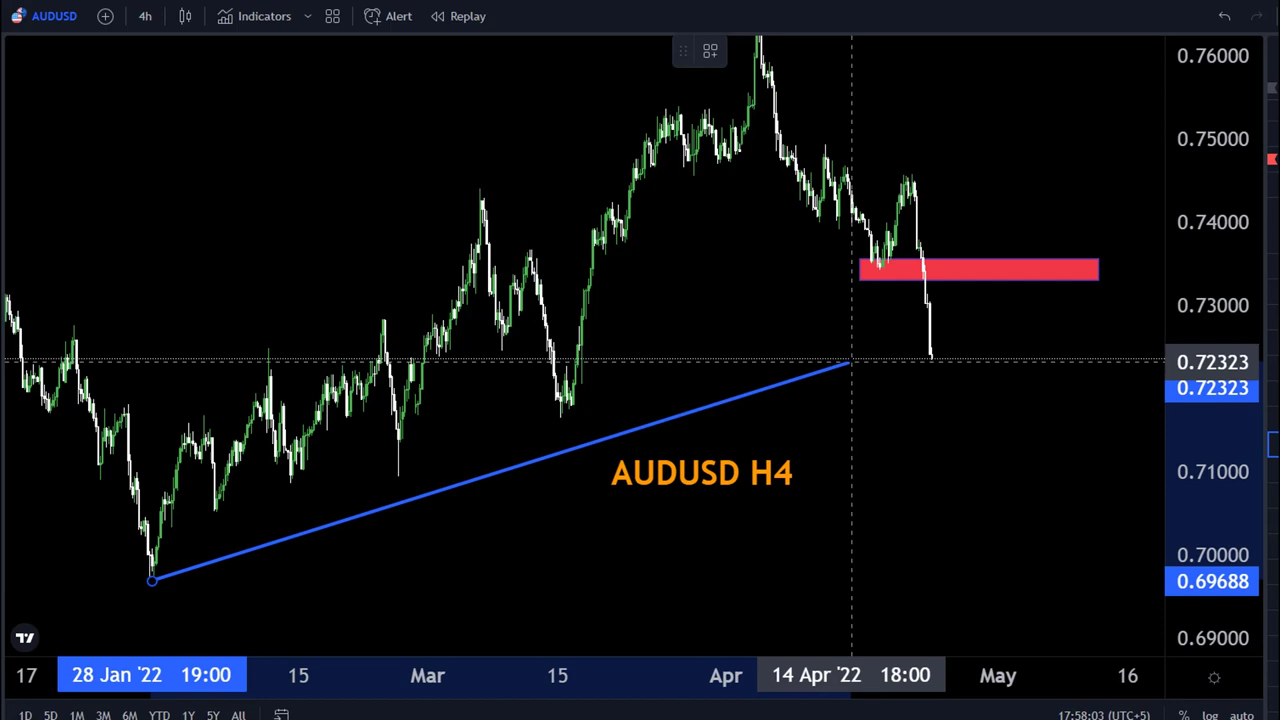 AUDUSD 4h Indicators Alert Replay
0.76000
0.75000
0.74000
0.73000
0.72323
0.72323
AUDUSD H4
0.71000
0.70000
0.69688
0.69000
17 28 Jan '22 19:00 15 Mar 15 Apr 14 Apr '22 18:00 May 16
1D 5D 1M 3M 6M YTD 1Y 5Y All 17:58:03 (UTC+5) % log auto